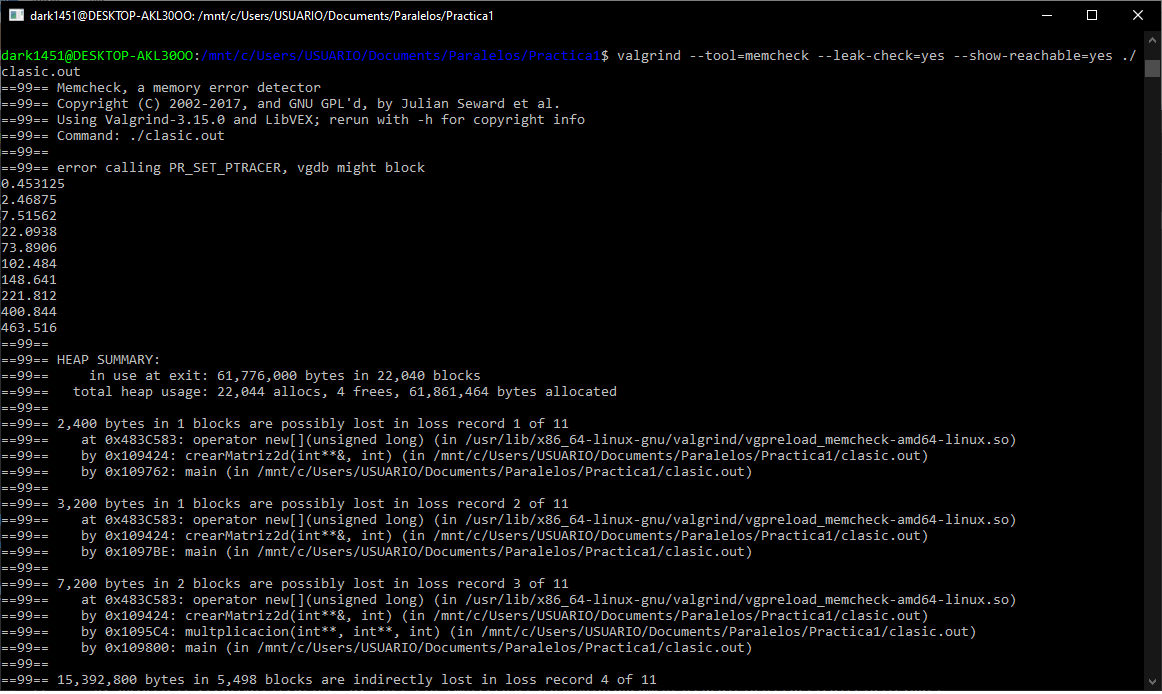 dark1451@DESKTOP-AKL30OO: /mnt/c/Users/USUARIO/Documents/Paralelos/Practica1
dark1451@DESKTOP-AKL30OO:/mnt/c/Users/USUARIO/Documents/Paralelos/Practica1$ valgrind --tool=memcheck --leak-check=yes --show-reachable=yes ./
clasic.out
==99== Memcheck, a memory error detector
==99== Copyright (C) 2002-2017, and GNU GPL'd, by Julian Seward et al.
==99== Using Valgrind-3.15.0 and LibVEX; rerun with -h for copyright info
==99== Command: ./clasic.out
==99==
==99== error calling PR_SET_PTRACER, vgdb might block
0.453125
2.46875
7.51562
22.0938
73.8906
102.484
148.641
221.812
400.844
463.516
==99==
==99== HEAP SUMMARY:
==99==     in use at exit: 61,776,000 bytes in 22,040 blocks
==99==   total heap usage: 22,044 allocs, 4 frees, 61,861,464 bytes allocated
==99==
==99== 2,400 bytes in 1 blocks are possibly lost in loss record 1 of 11
==99==    at 0x483C583: operator new[](unsigned long) (in /usr/lib/x86_64-linux-gnu/valgrind/vgpreload_memcheck-amd64-linux.so)
==99==    by 0x109424: crearMatriz2d(int**&, int) (in /mnt/c/Users/USUARIO/Documents/Paralelos/Practica1/clasic.out)
==99==    by 0x109762: main (in /mnt/c/Users/USUARIO/Documents/Paralelos/Practica1/clasic.out)
==99==
==99== 3,200 bytes in 1 blocks are possibly lost in loss record 2 of 11
==99==    at 0x483C583: operator new[](unsigned long) (in /usr/lib/x86_64-linux-gnu/valgrind/vgpreload_memcheck-amd64-linux.so)
==99==    by 0x109424: crearMatriz2d(int**&, int) (in /mnt/c/Users/USUARIO/Documents/Paralelos/Practica1/clasic.out)
==99==    by 0x1097BE: main (in /mnt/c/Users/USUARIO/Documents/Paralelos/Practica1/clasic.out)
==99==
==99== 7,200 bytes in 2 blocks are possibly lost in loss record 3 of 11
==99==    at 0x483C583: operator new[](unsigned long) (in /usr/lib/x86_64-linux-gnu/valgrind/vgpreload_memcheck-amd64-linux.so)
==99==    by 0x109424: crearMatriz2d(int**&, int) (in /mnt/c/Users/USUARIO/Documents/Paralelos/Practica1/clasic.out)
==99==    by 0x1095C4: multplicacion(int**, int**, int) (in /mnt/c/Users/USUARIO/Documents/Paralelos/Practica1/clasic.out)
==99==    by 0x109800: main (in /mnt/c/Users/USUARIO/Documents/Paralelos/Practica1/clasic.out)
==99==
==99== 15,392,800 bytes in 5,498 blocks are indirectly lost in loss record 4 of 11